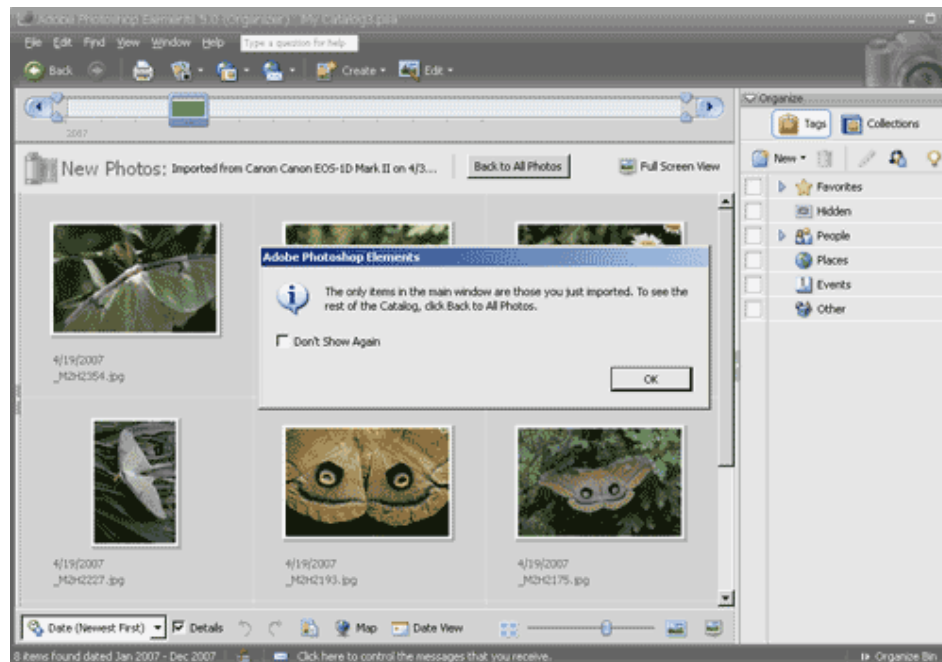 Adobe Photoshop Elements 5.0 (Organizer) - My Catalog3.psa
File Edit Find View Window Help Type a question for help
Back Create Edit
Organize
2007
Tags Collections
New Photos: Imported from Canon Canon EOS-1D Mark II on 4/3... Back to All Photos Full Screen View
New
Favorites
Hidden
People
Places
Events
Other
Adobe Photoshop Elements
The only items in the main window are those you just imported. To see the
rest of the Catalog, click Back to All Photos.
Don't Show Again
OK
4/19/2007
_M2H2354.jpg
4/19/2007 4/19/2007 4/19/2007
_M2H2227.jpg _M2H2193.jpg _M2H2175.jpg
Date (Newest First) Details Map Date View
8 items found dated Jan 2007 - Dec 2007 Click here to control the messages that you receive. Organize Bin